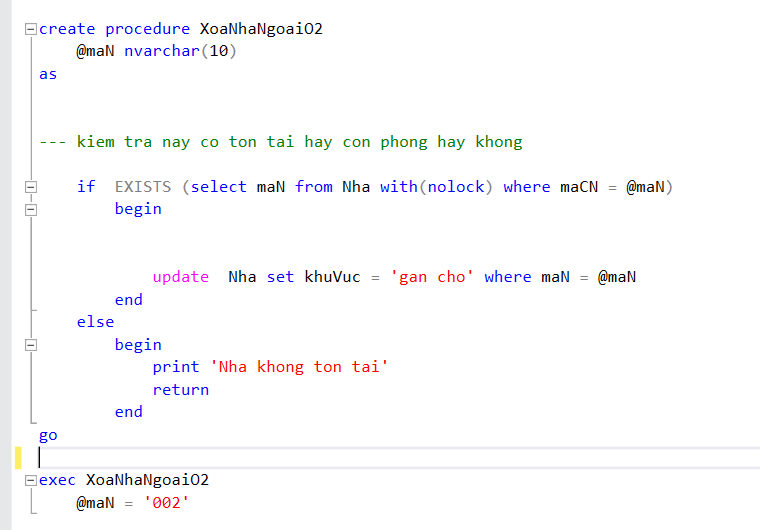 create procedure XoaNhaNgoaiO2
@maN nvarchar(10)
as
--- kiem tra nay co ton tai hay con phong hay khong
if  EXISTS (select maN from Nha with(nolock) where maCN = @maN)
begin
update  Nha set khuVuc = 'gan cho' where maN = @maN
end
else
begin
print 'Nha khong ton tai'
return
end
go
exec XoaNhaNgoaiO2
@maN = '002'